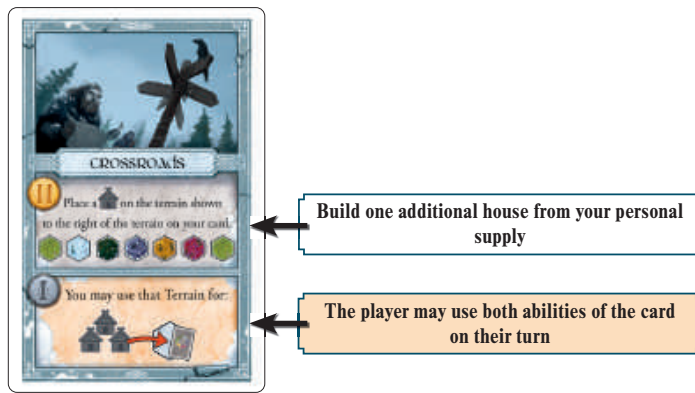 CROSSROADS
II
Place a on the terrain shown
to the right of the terrain on your card.
I
You may use that Terrain for:
Build one additional house from your personal
supply
The player may use both abilities of the card
on their turn